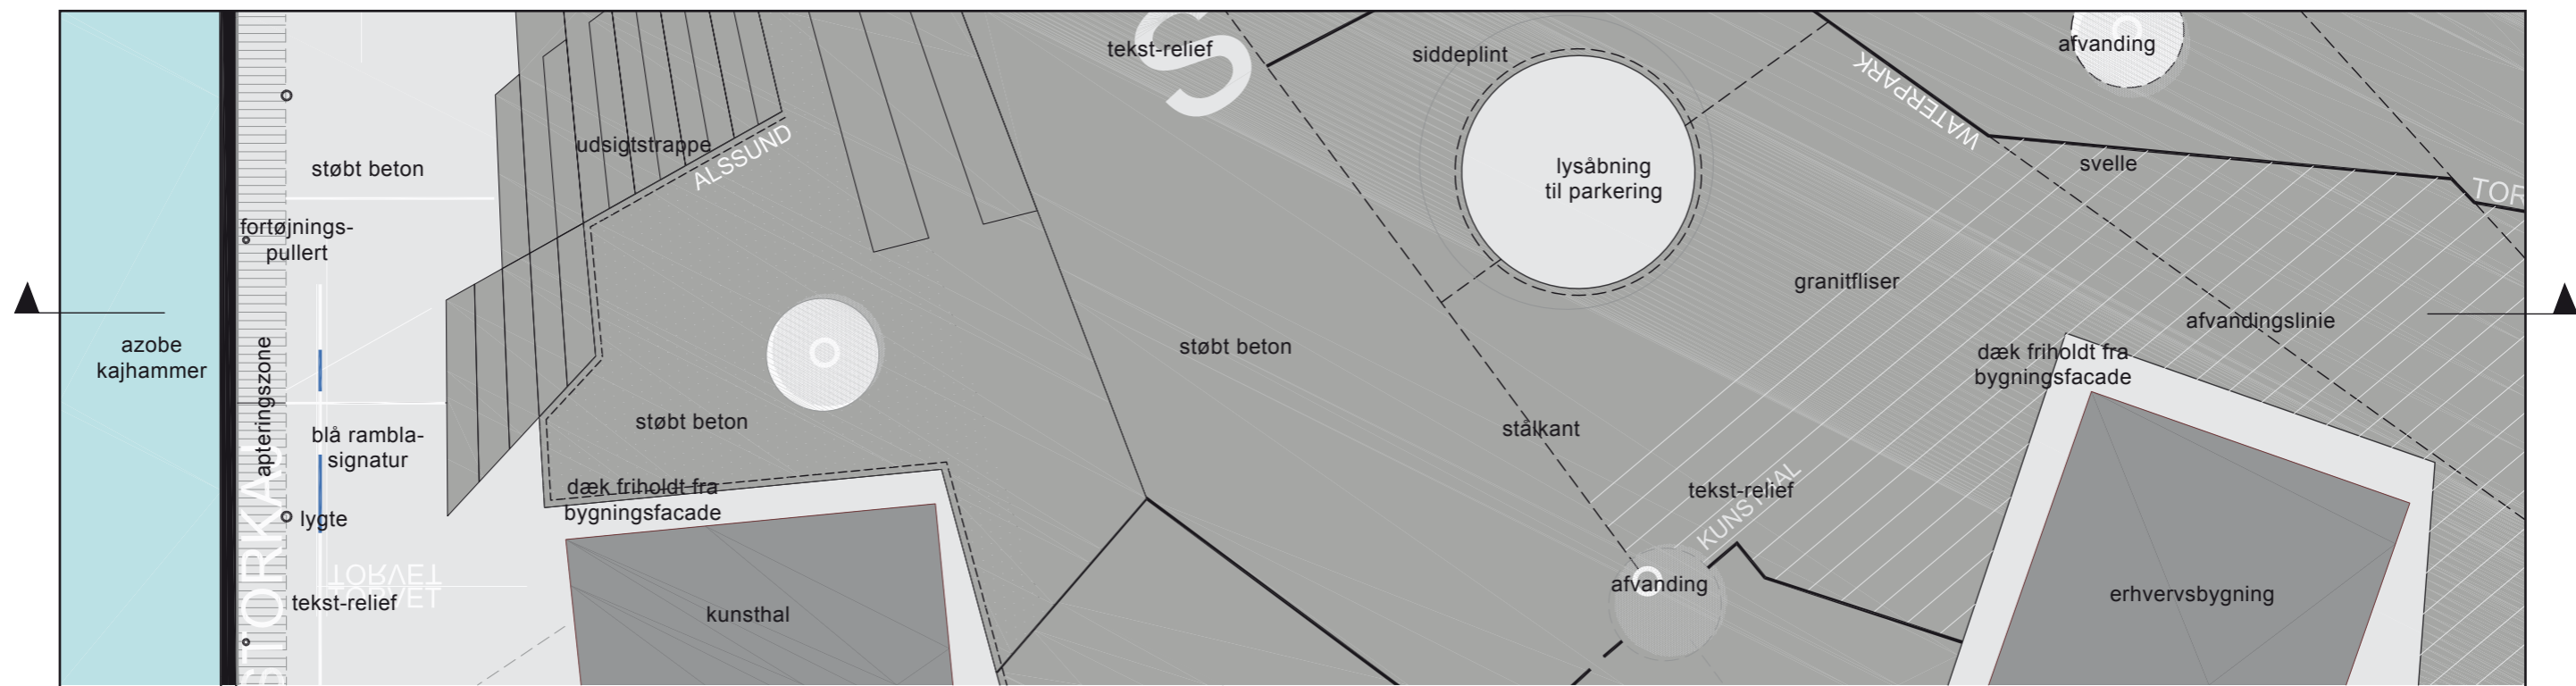 tekst-relief
S
siddeplint
afvanding
WATERPARK
udsigtstrappe
ALSSUND
støbt beton
lysåbning
til parkering
svelle
TOR
fortøjnings-
pullert
granitfliser
afvandingslinie
azobe
kajhammer
apteringszone
støbt beton
dæk friholdt fra
bygningsfacade
støbt beton
stålkant
blå rambla-
signatur
dæk friholdt fra
bygningsfacade
tekst-relief
KUNSTHAL
lygte
STORKAJ
TORVET
TORVET
tekst-relief
kunsthal
afvanding
erhvervsbygning